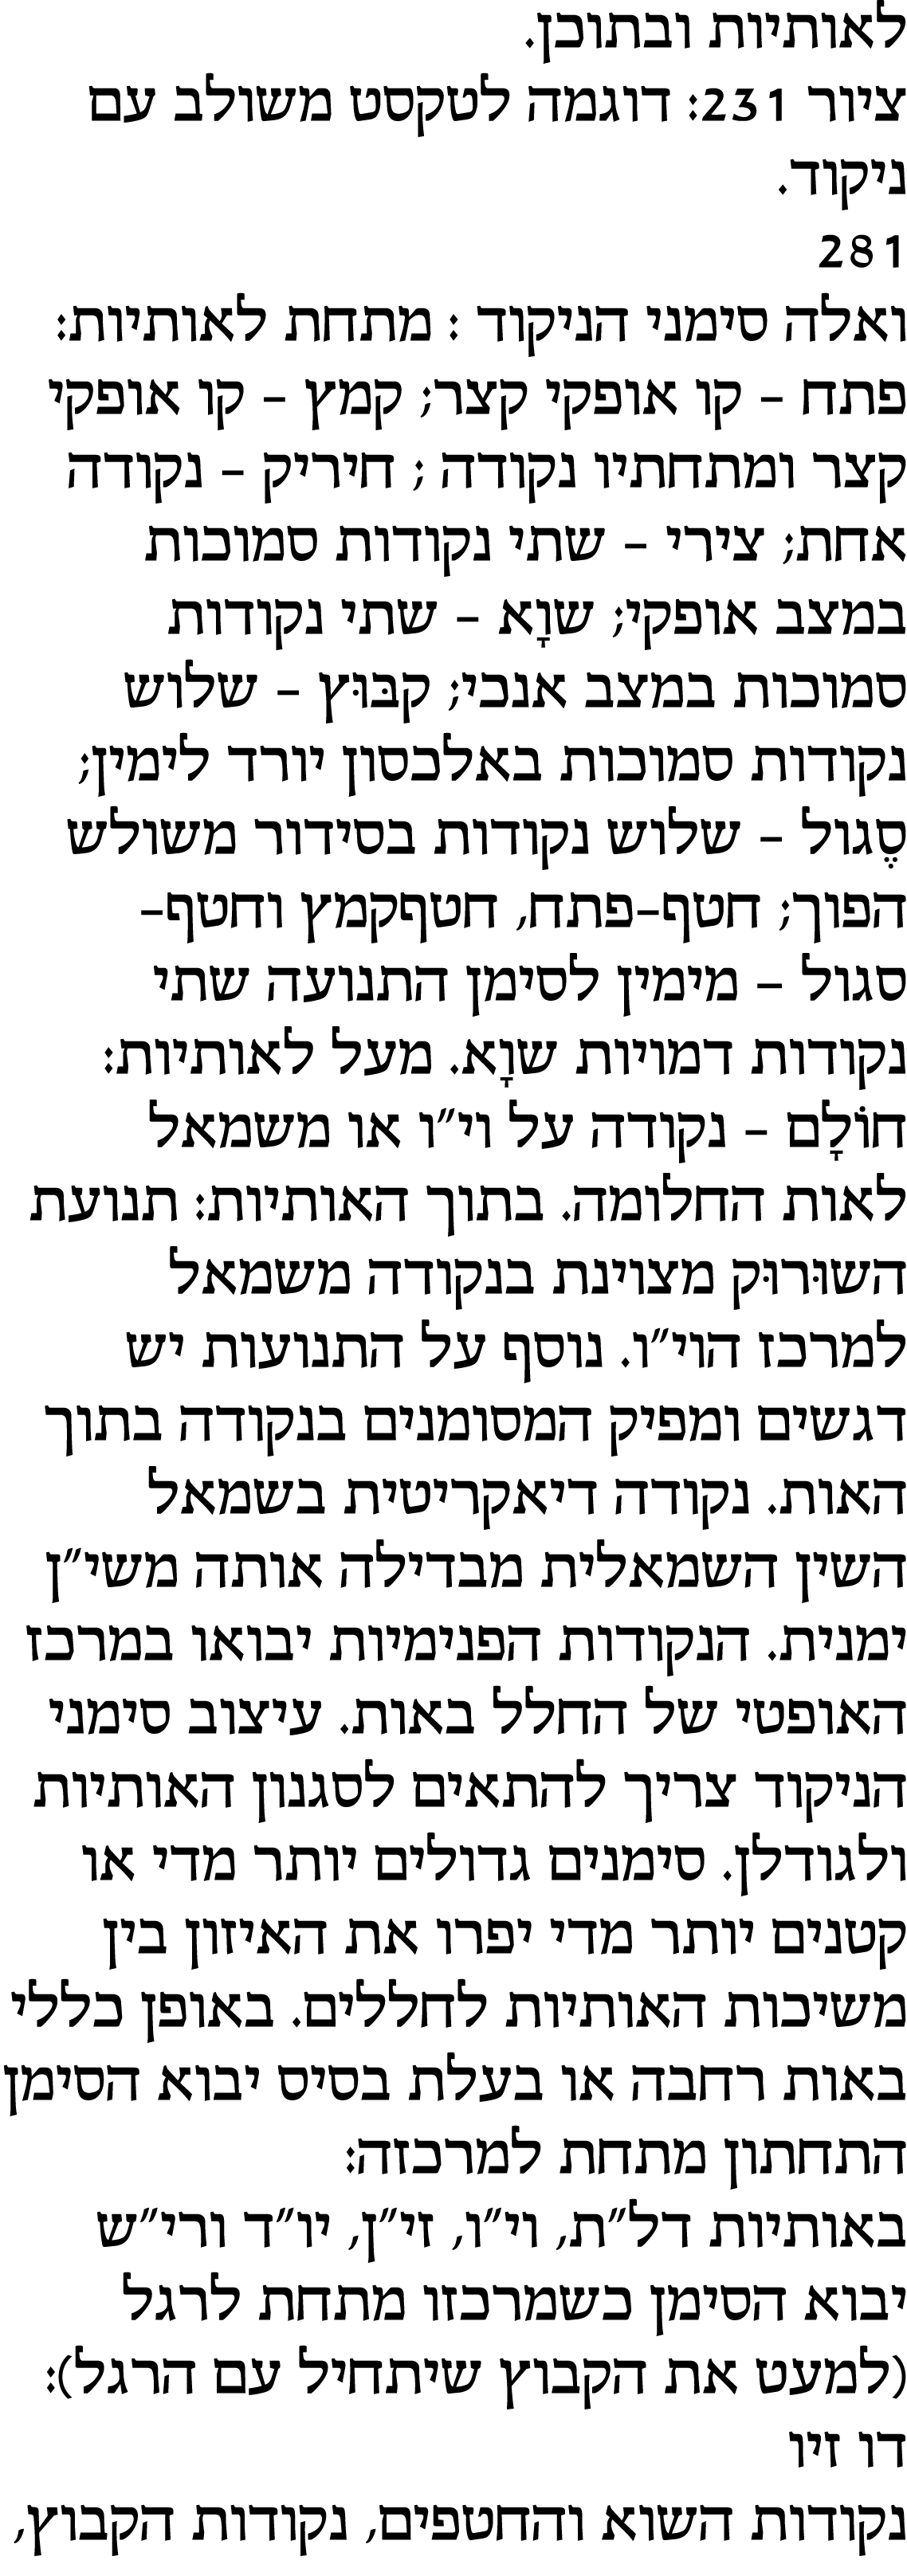 לאותיות ובתוכן.
ציור 231: דוגמה לטקסט משולב עם
ניקוד.
281
ואלה סימני הניקוד : מתחת לאותיות:
פתח – קו אופקי קצר; קמץ – קו אופקי
קצר ומתחתיו נקודה ; חיריק – נקודה
אחת; צירי – שתי נקודות סמוכות
במצב אופקי; שוָא – שתי נקודות
סמוכות במצב אנכי; קבּוּץ – שלוש
נקודות סמוכות באלכסון יורד לימין;
סֶגול – שלוש נקודות בסידור משולש
הפוך; חטף-פתח, חטףקמץ וחטף-
סגול – מימין לסימן התנועה שתי
נקודות דמויות שוָא. מעל לאותיות:
חוֹלָם – נקודה על וי"ו או משמאל
לאות החלומה. בתוך האותיות: תנועת
השוּרוּק מצוינת בנקודה משמאל
למרכז הוי"ו. נוסף על התנועות יש
דגשים ומפיק המסומנים בנקודה בתוך
האות. נקודה דיאקריטית בשמאל
השין השמאלית מבדילה אותה משי"ן
ימנית. הנקודות הפנימיות יבואו במרכז
האופטי של החלל באות. עיצוב סימני
הניקוד צריך להתאים לסגנון האותיות
ולגודלן. סימנים גדולים יותר מדי או
קטנים יותר מדי יפרו את האיזון בין
משיכות האותיות לחללים. באופן כללי
באות רחבה או בעלת בסיס יבוא הסימן
התחתון מתחת למרכזה:
באותיות דל"ת, וי"ו, זי"ן, יו"ד ורי"ש
יבוא הסימן כשמרכזו מתחת לרגל
(למעט את הקבוץ שיתחיל עם הרגל):
דו זיו
נקודות השוא והחטפים, נקודות הקבוץ,